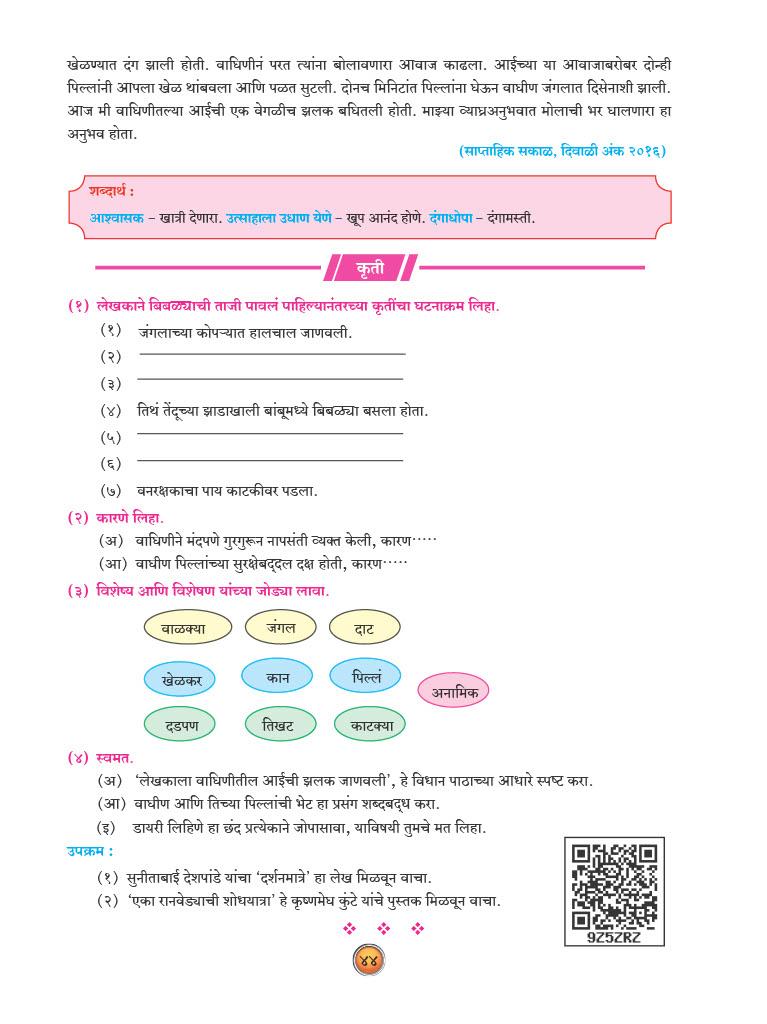 खेळण्यात दंग झाली होती. वाघिणीनं परत त्यांना बोलावणारा आवाज काढला. आईच्या या आवाजाबरोबर दोन्ही
पिल्लांनी आपला खेळ थांबवला आणि पळत सुटली. दोनच मिनिटांत पिल्लांना घेऊन वाघीण जंगलात दिसेनाशी झाली.
आज मी वाघिणीतल्या आईची एक वेगळीच झलक बघितली होती. माझ्या व्याघ्रअनुभवात मोलाची भर घालणारा हा
अनुभव होता.
(साप्ताहिक सकाळ, दिवाळी अंक २०१६)
शब्दार्थ :
आश्वासक – खात्री देणारा. उत्साहाला उधाण येणे – खूप आनंद होणे. दंगाधोपा – दंगामस्ती.
कृती
(१) लेखकाने बिबळ्याची ताजी पावलं पाहिल्यानंतरच्या कृतींचा घटनाक्रम लिहा.
(१) जंगलाच्या कोपऱ्यात हालचाल जाणवली.
(२)
(३)
(४) तिथं तेंदूच्या झाडाखाली बांबूमध्ये बिबळ्या बसला होता.
(५)
(६)
(७) वनरक्षकाचा पाय काटकीवर पडला.
(२) कारणे लिहा.
(अ) वाघिणीने मंदपणे गुरगुरून नापसंती व्यक्त केली, कारण·····
(आ) वाघीण पिल्लांच्या सुरक्षेबद्दल दक्ष होती, कारण·····
(३) विशेष्य आणि विशेषण यांच्या जोड्या लावा.
वाळक्या जंगल दाट
खेळकर कान पिल्लं अनामिक
दडपण तिखट काटक्या
(४) स्वमत.
(अ) ‘लेखकाला वाघिणीतील आईची झलक जाणवली’, हे विधान पाठाच्या आधारे स्पष्ट करा.
(आ) वाघीण आणि तिच्या पिल्लांची भेट हा प्रसंग शब्दबद्ध करा.
(इ) डायरी लिहिणे हा छंद प्रत्येकाने जोपासावा, याविषयी तुमचे मत लिहा.
उपक्रम :
(१) सुनीताबाई देशपांडे यांचा ‘दर्शनमात्रे’ हा लेख मिळवून वाचा.
(२) ‘एका रानवेड्याची शोधयात्रा’ हे कृष्णमेघ कुंटे यांचे पुस्तक मिळवून वाचा.
9Z5ZRZ
४४